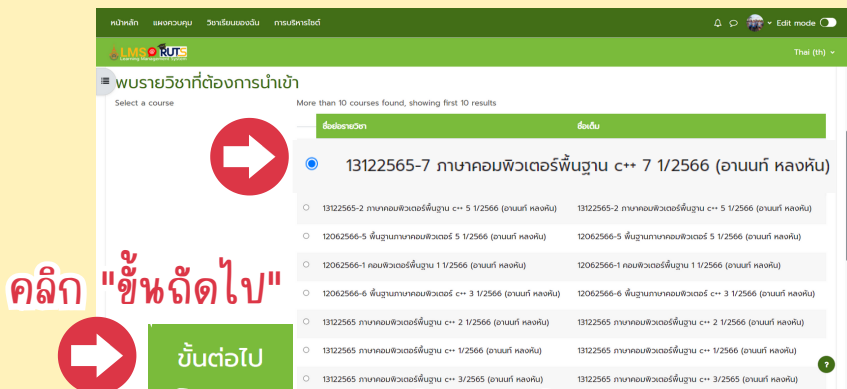 หน้าหลัก แผงควบคุม วิชาเรียนของฉัน การบริหารไซต์ Edit mode
LMS@RUTS Thai (th)
Learning Management System
พบรายวิชาที่ต้องการนำเข้า
Select a course More than 10 courses found, showing first 10 results
ชื่อย่อรายวิชา ชื่อเต็ม
13122565-7 ภาษาคอมพิวเตอร์พื้นฐาน c++ 7 1/2566 (อานนท์ หลงหัน)
13122565-2 ภาษาคอมพิวเตอร์พื้นฐาน c++ 5 1/2566 (อานนท์ หลงหัน) 13122565-2 ภาษาคอมพิวเตอร์พื้นฐาน c++ 5 1/2566 (อานนท์ หลงหัน)
12062566-5 พื้นฐานภาษาคอมพิวเตอร์ 5 1/2566 (อานนท์ หลงหัน) 12062566-5 พื้นฐานภาษาคอมพิวเตอร์ 5 1/2566 (อานนท์ หลงหัน)
12062566-1 คอมพิวเตอร์พื้นฐาน 1 1/2566 (อานนท์ หลงหัน) 12062566-1 คอมพิวเตอร์พื้นฐาน 1 1/2566 (อานนท์ หลงหัน)
คลิก "ขั้นถัดไป"
12062566-6 พื้นฐานภาษาคอมพิวเตอร์ c++ 3 1/2566 (อานนท์ หลงหัน) 12062566-6 พื้นฐานภาษาคอมพิวเตอร์ c++ 3 1/2566 (อานนท์ หลงหัน)
13122565 ภาษาคอมพิวเตอร์พื้นฐาน c++ 2 1/2566 (อานนท์ หลงหัน) 13122565 ภาษาคอมพิวเตอร์พื้นฐาน c++ 2 1/2566 (อานนท์ หลงหัน)
ขั้นต่อไป
13122565 ภาษาคอมพิวเตอร์พื้นฐาน c++ 1/2566 (อานนท์ หลงหัน) 13122565 ภาษาคอมพิวเตอร์พื้นฐาน c++ 1/2566 (อานนท์ หลงหัน)
?
13122565 ภาษาคอมพิวเตอร์พื้นฐาน c++ 3/2565 (อานนท์ หลงหัน) 13122565 ภาษาคอมพิวเตอร์พื้นฐาน c++ 3/2565 (อานนท์ หลงหัน)